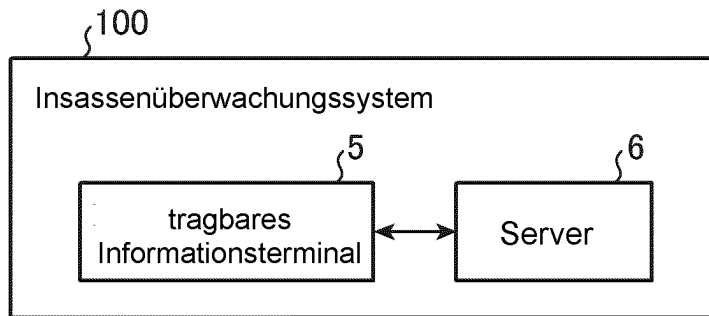 100
Insassenüberwachungssystem
5
6
tragbares
Informationsterminal
Server